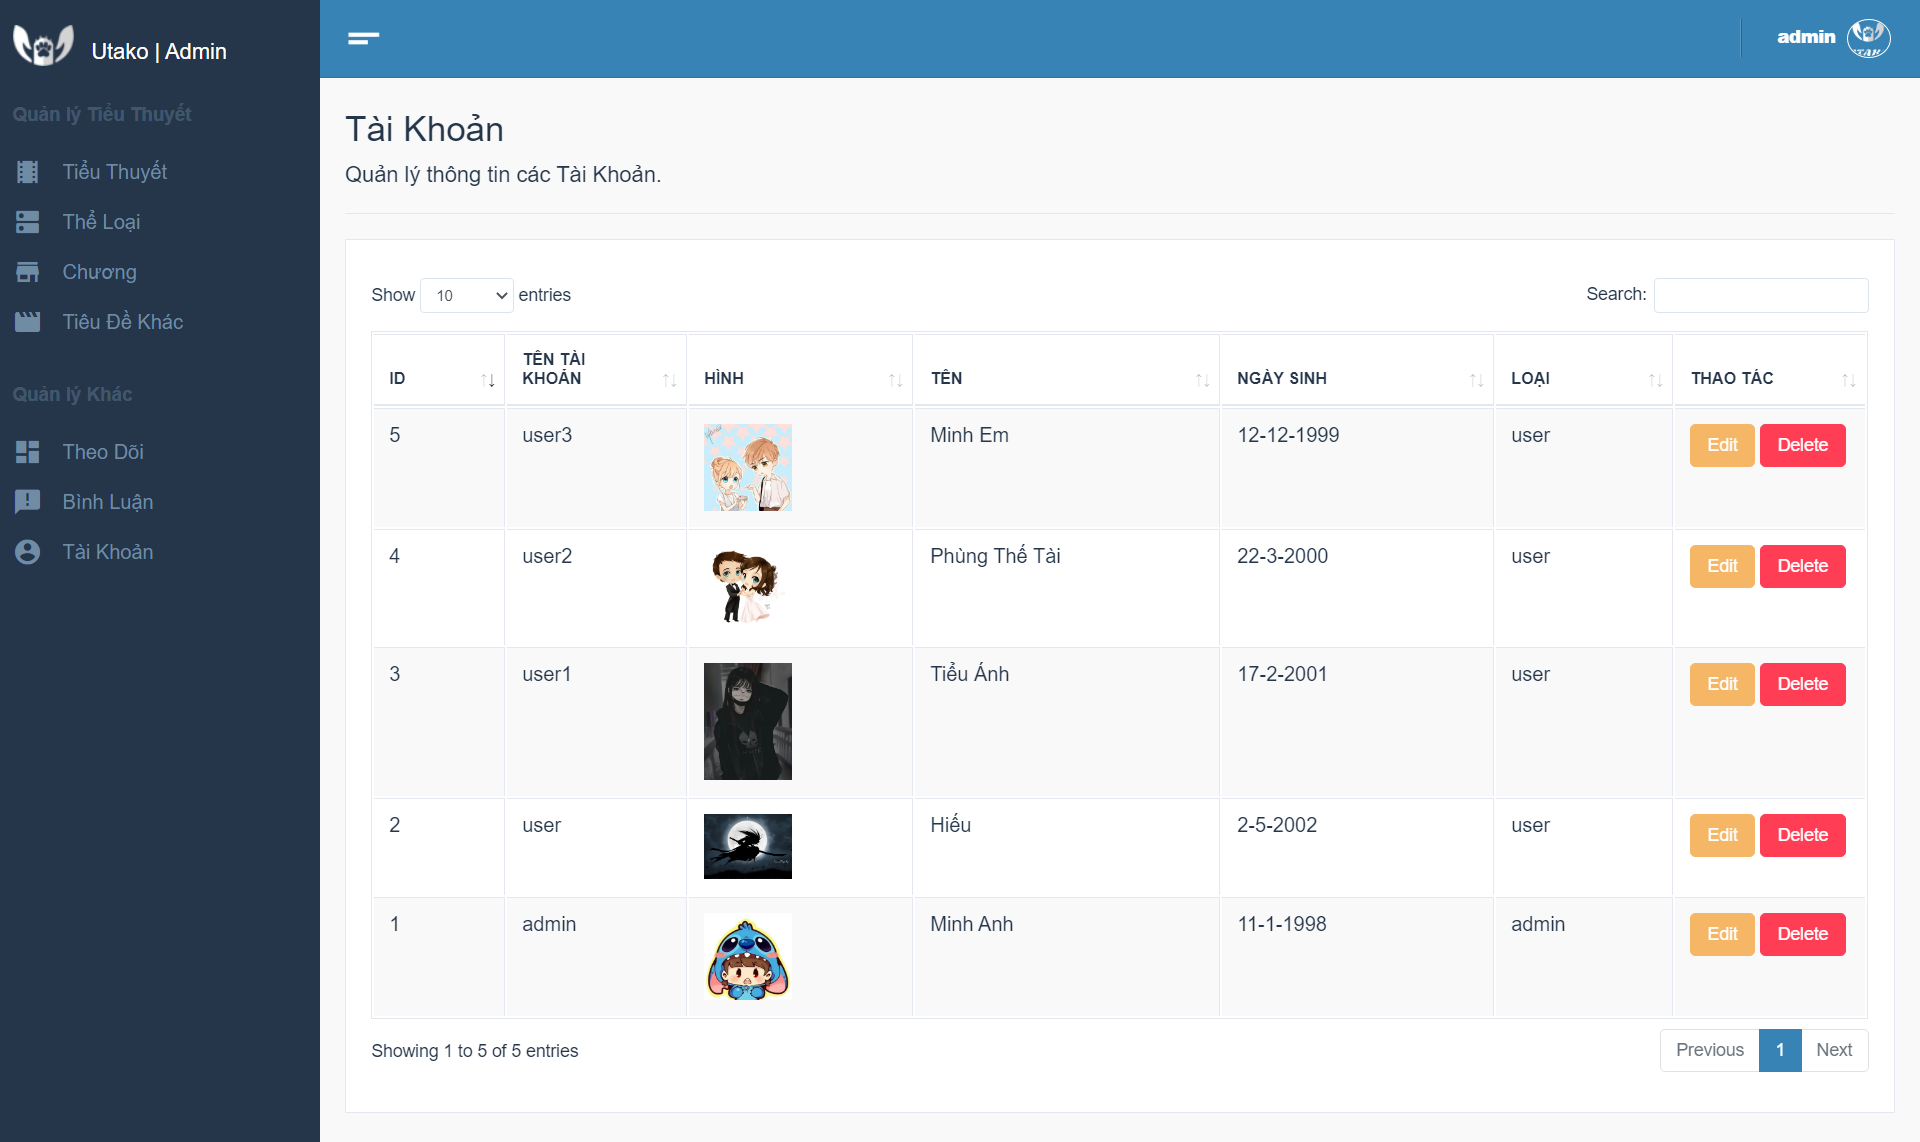 Utako | Admin
admin
Quản lý Tiểu Thuyết
Tiểu Thuyết
Thể Loại
Chương
Tiêu Đề Khác
Quản lý Khác
Theo Dõi
Bình Luận
Tài Khoản
Tài Khoản
Quản lý thông tin các Tài Khoản.
Show 10 entries
Search:
ID TÊN TÀI KHOẢN HÌNH TÊN NGÀY SINH LOẠI THAO TÁC
5 user3 Minh Em 12-12-1999 user Edit Delete
4 user2 Phùng Thế Tài 22-3-2000 user Edit Delete
3 user1 Tiểu Ánh 17-2-2001 user Edit Delete
2 user Hiếu 2-5-2002 user Edit Delete
1 admin Minh Anh 11-1-1998 admin Edit Delete
Showing 1 to 5 of 5 entries
Previous 1 Next